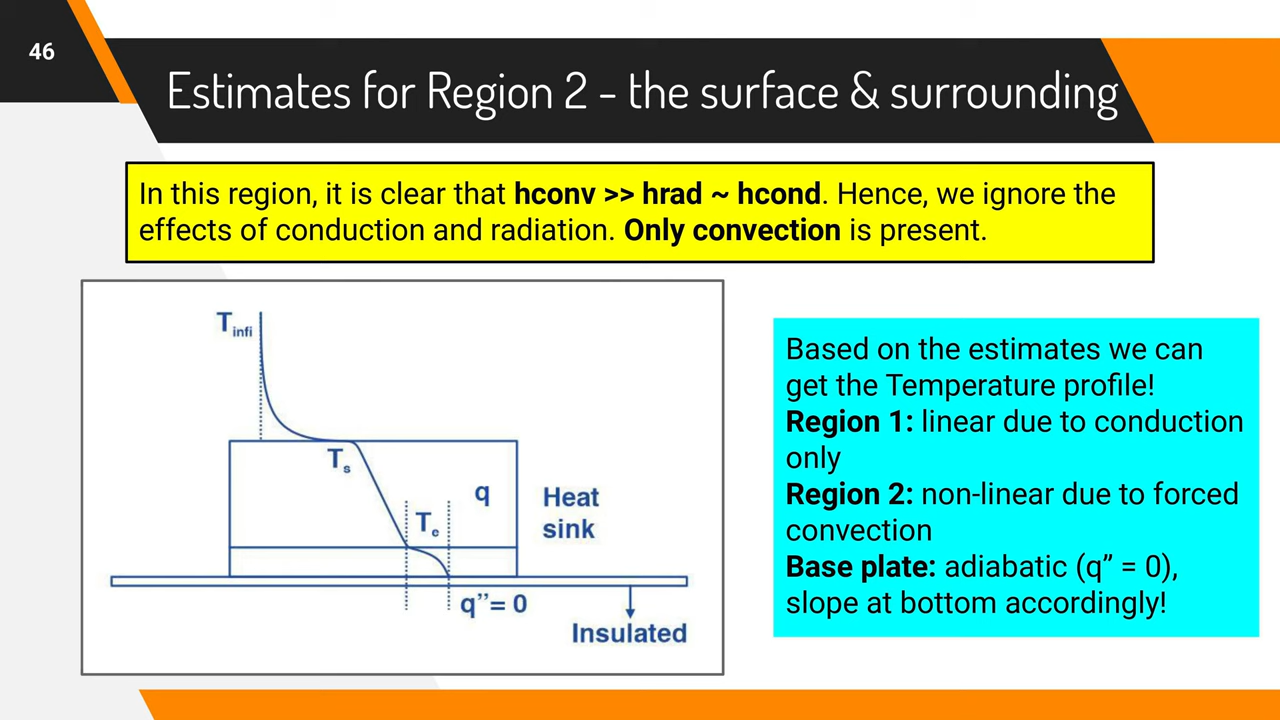 46
Estimates for Region 2 - the surface & surrounding
In this region, it is clear that hconv >> hrad ~ hcond. Hence, we ignore the
effects of conduction and radiation. Only convection is present.
Tinfi
Ts
q
Te
Heat
sink
q’’= 0
Insulated
Based on the estimates we can
get the Temperature profile!
Region 1: linear due to conduction
only
Region 2: non-linear due to forced
convection
Base plate: adiabatic (q” = 0),
slope at bottom accordingly!